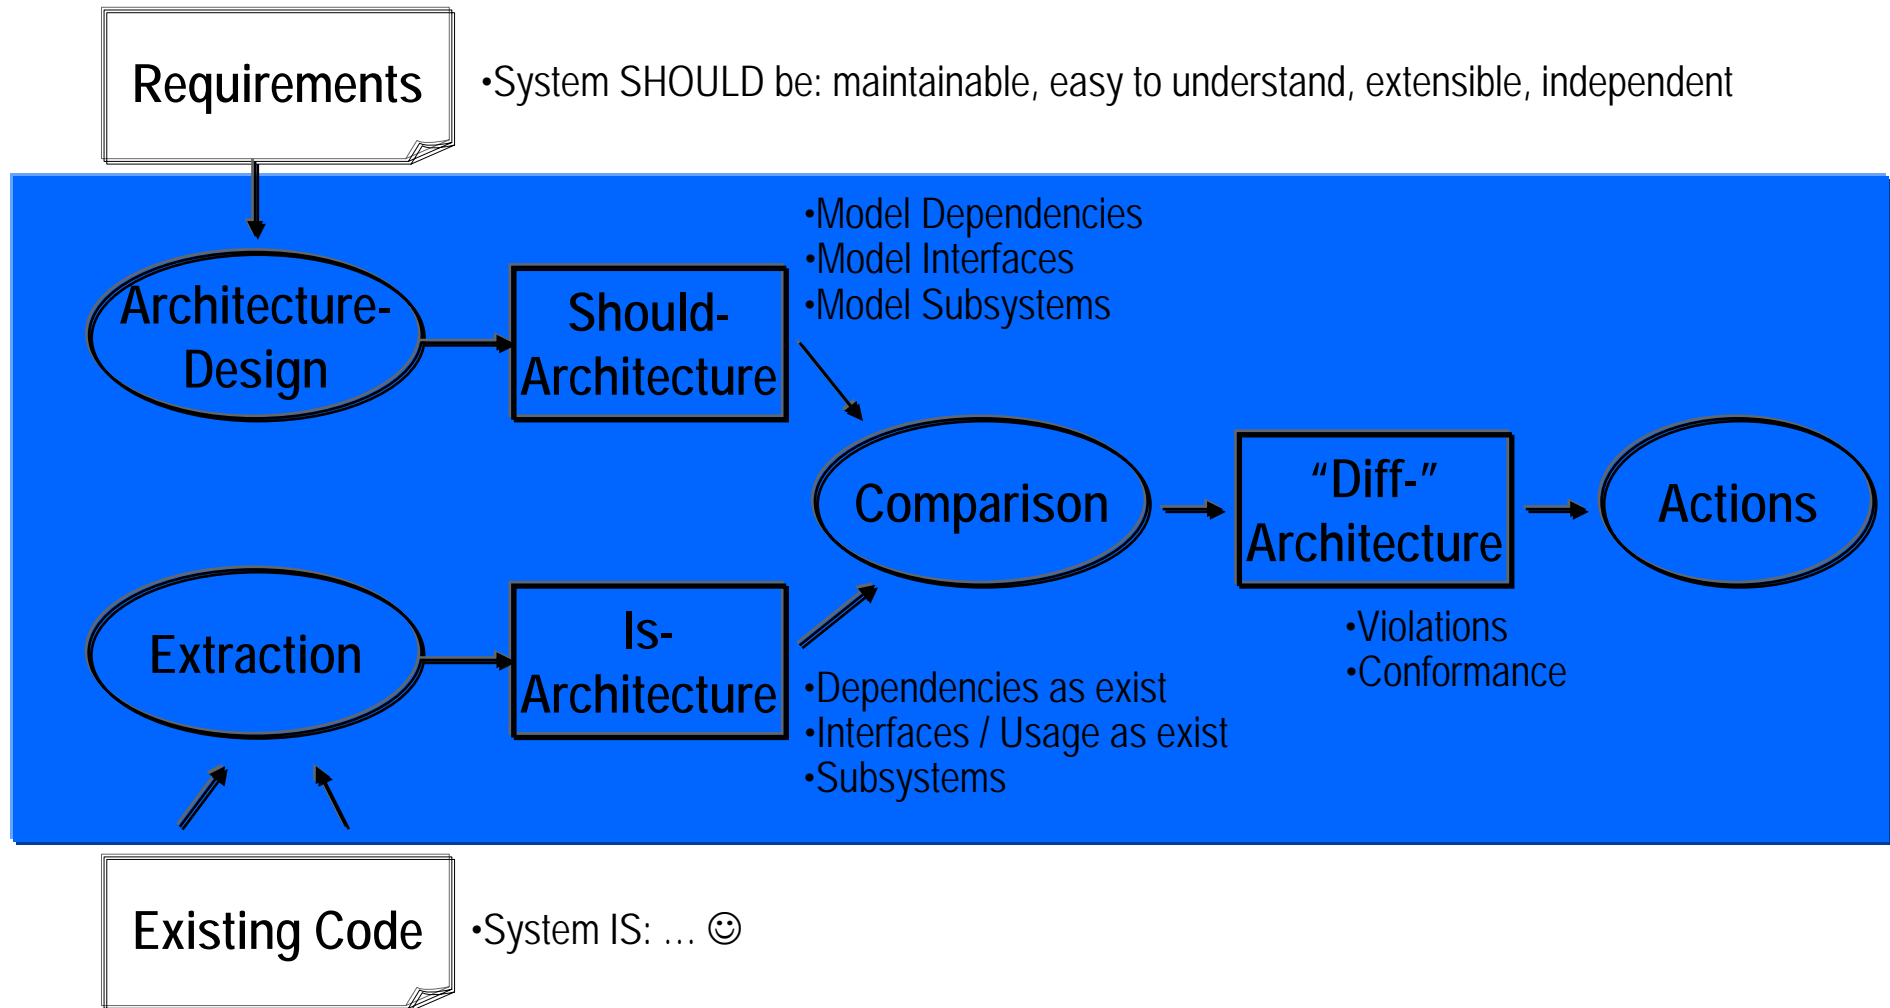 Requirements
•System SHOULD be: maintainable, easy to understand, extensible, independent
•Model Dependencies
•Model Interfaces
•Model Subsystems
Architecture-
Design
Should-
Architecture
Comparison
“Diff-”
Architecture
Actions
•Violations
•Conformance
Extraction
Is-
Architecture
•Dependencies as exist
•Interfaces / Usage as exist
•Subsystems
Existing Code
•System IS: ... ☺